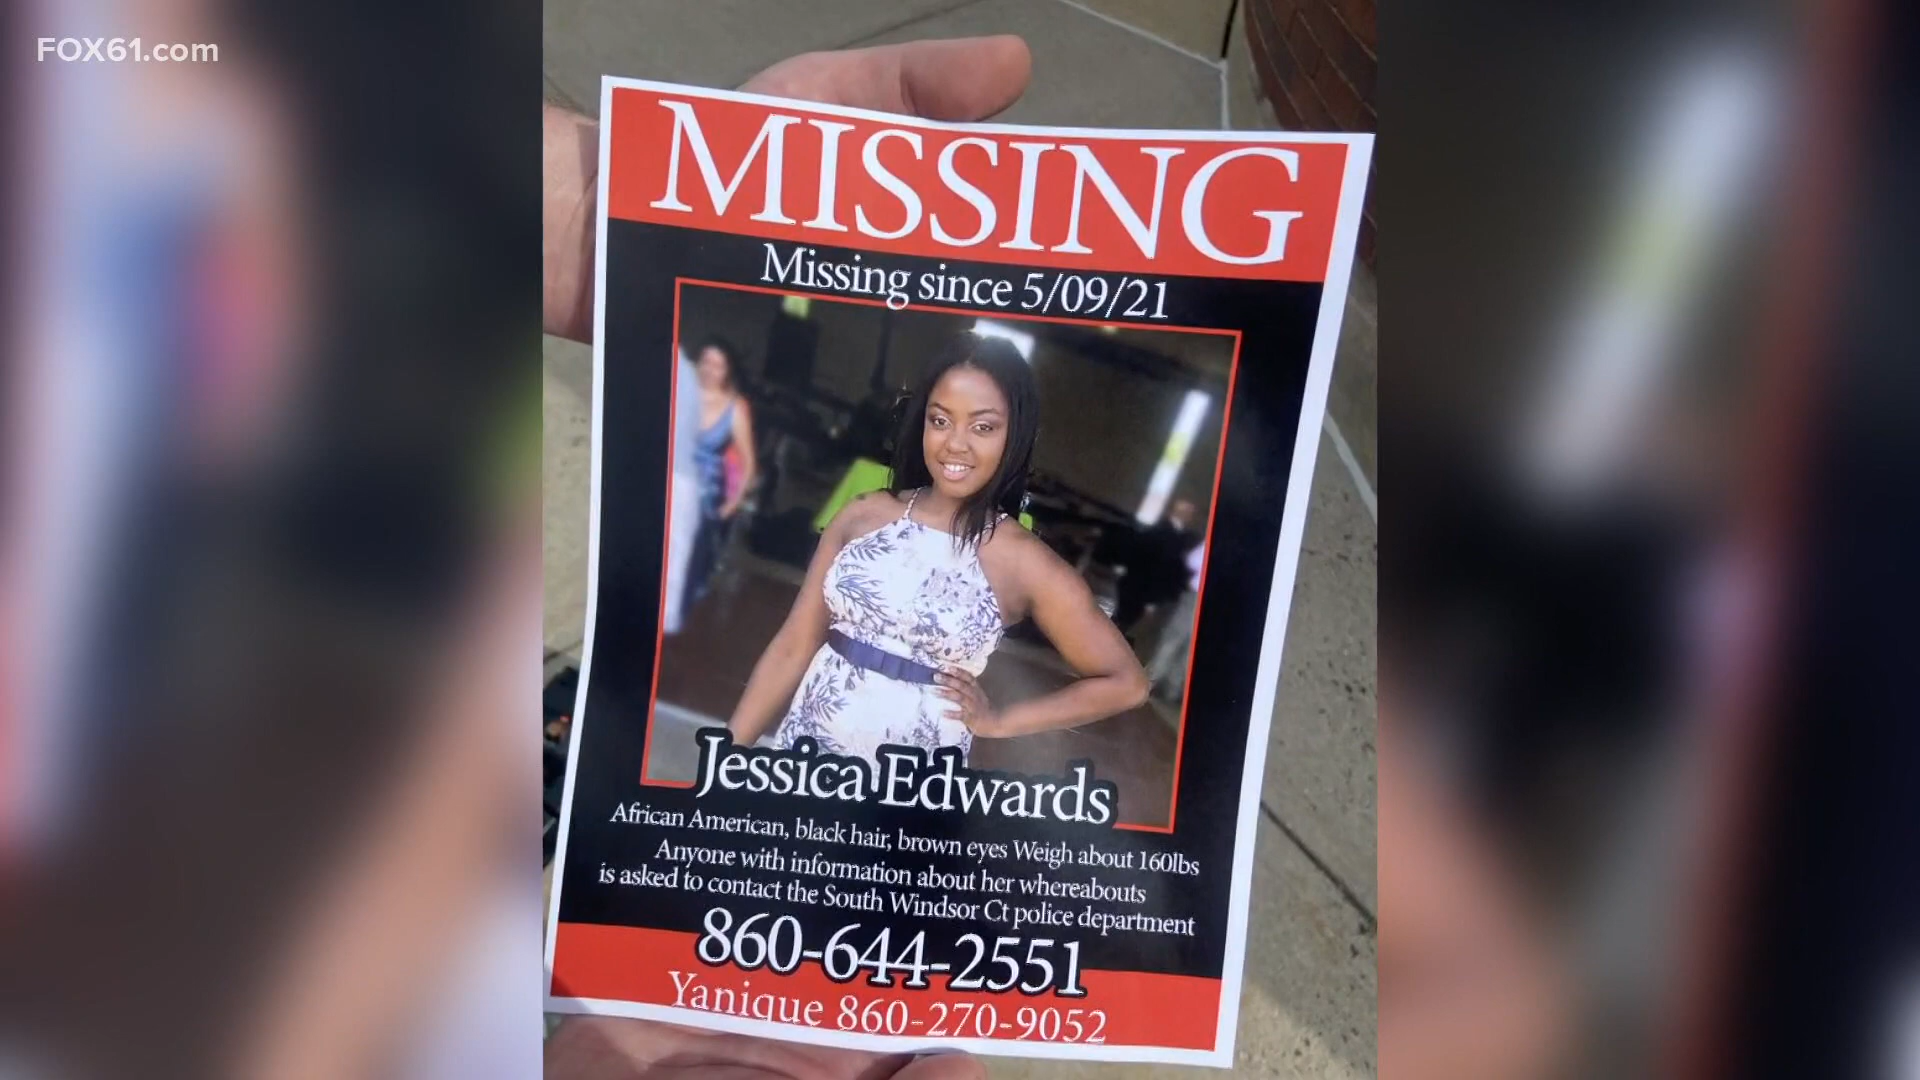 FOX61.com
MISSING
Missing since 5/09/21
Jessica Edwards
African American, black hair, brown eyes Weigh about 160lbs
Anyone with information about her whereabouts
is asked to contact the South Windsor Ct police department
860-644-2551
Yanique 860-270-9052